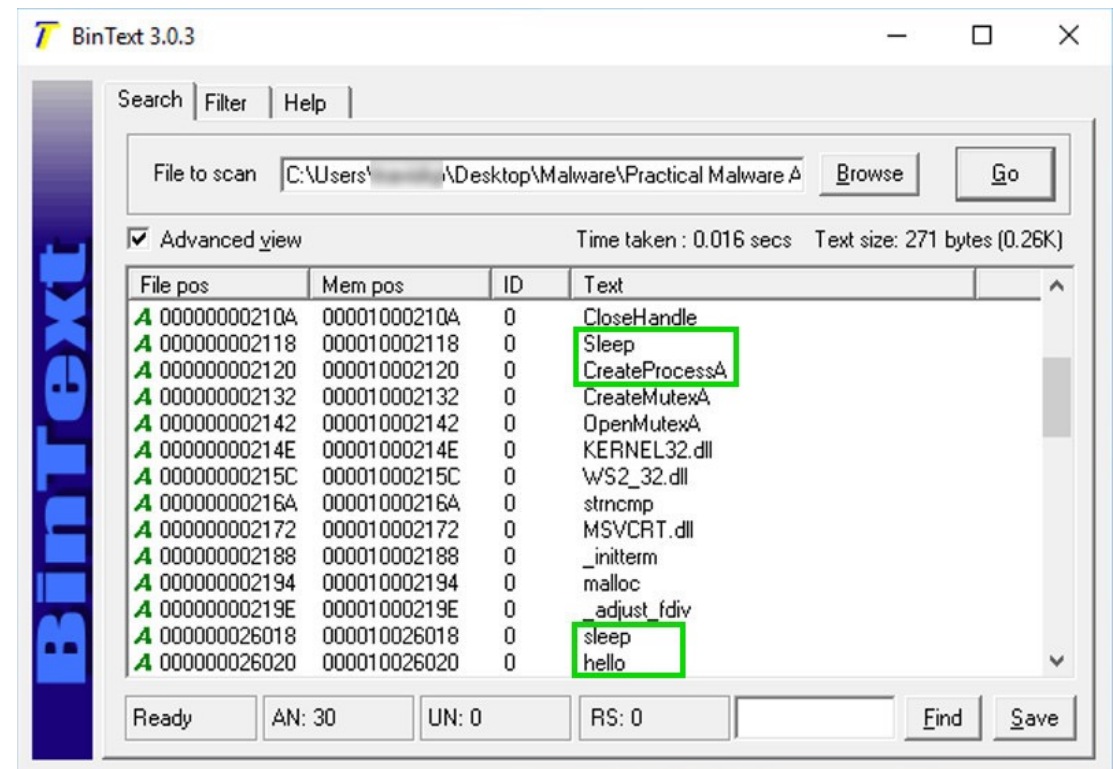 BinText 3.0.3
Search Filter Help
File to scan C:\Users\ \Desktop\Malware\Practical Malware A Browse Go
Advanced view Time taken : 0.016 secs Text size: 271 bytes (0.26K)
File pos Mem pos ID Text
A 00000000210A 00001000210A 0 CloseHandle
A 000000002118 000010002118 0 Sleep
A 000000002120 000010002120 0 CreateProcessA
A 000000002132 000010002132 0 CreateMutexA
A 000000002142 000010002142 0 OpenMutexA
A 00000000214E 00001000214E 0 KERNEL32.dll
A 00000000215C 00001000215C 0 WS2_32.dll
A 00000000216A 00001000216A 0 strncmp
A 000000002172 000010002172 0 MSVCRT.dll
A 000000002188 000010002188 0 _initterm
A 000000002194 000010002194 0 malloc
A 00000000219E 00001000219E 0 _adjust_fdiv
A 000000026018 000010026018 0 sleep
A 000000026020 000010026020 0 hello
Ready AN: 30 UN: 0 RS: 0 Find Save
BinText